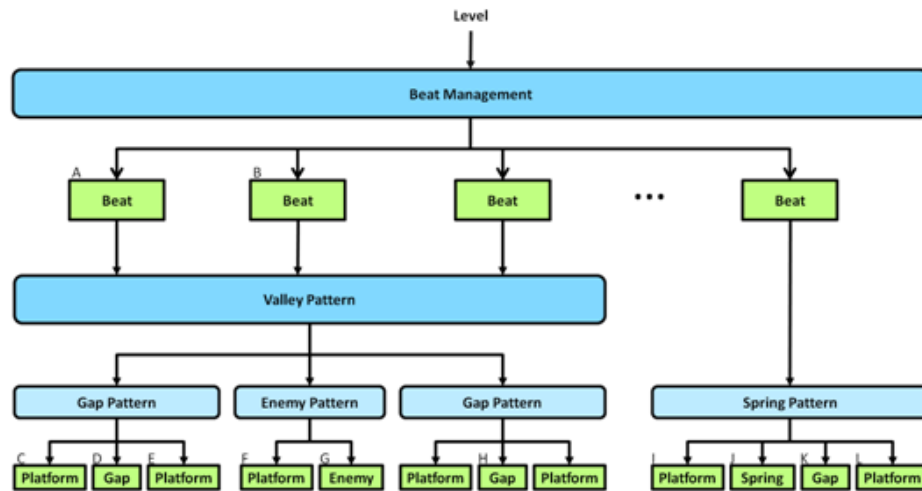 Level
Beat Management
A
B
Beat
Beat
Beat
...
Beat
Valley Pattern
Gap Pattern
Enemy Pattern
Gap Pattern
Spring Pattern
C
D
E
F
G
H
I
J
K
L
Platform
Gap
Platform
Platform
Enemy
Platform
Gap
Platform
Platform
Spring
Gap
Platform